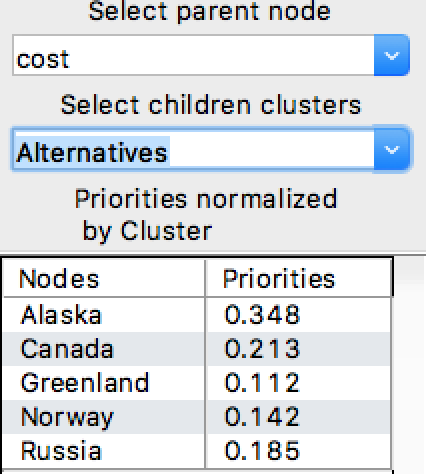 Select parent node
cost
Select children clusters
Alternatives
Priorities normalized
by Cluster
Nodes Priorities
Alaska 0.348
Canada 0.213
Greenland 0.112
Norway 0.142
Russia 0.185